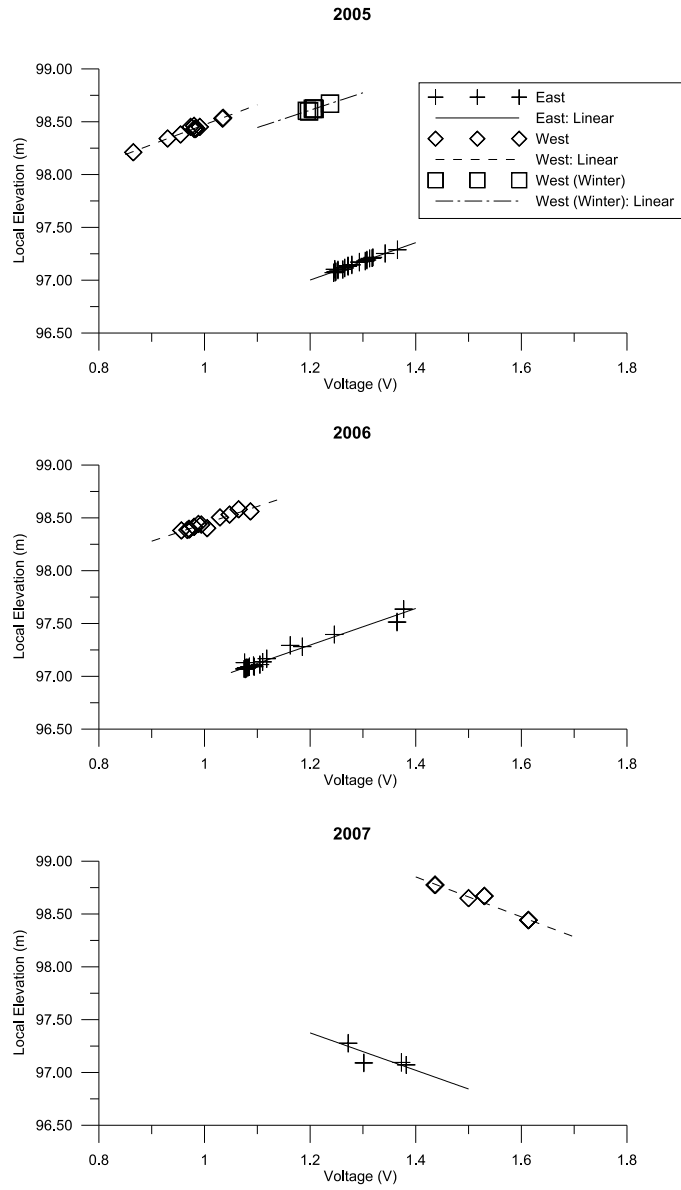 2005
99.00
98.50
98.00
97.50
97.00
96.50
Local Elevation (m)
0.8 1 1.2 1.4 1.6 1.8
Voltage (V)
East
East: Linear
West
West: Linear
West (Winter)
West (Winter): Linear
2006
99.00
98.50
98.00
97.50
97.00
96.50
Local Elevation (m)
0.8 1 1.2 1.4 1.6 1.8
Voltage (V)
2007
99.00
98.50
98.00
97.50
97.00
96.50
Local Elevation (m)
0.8 1 1.2 1.4 1.6 1.8
Voltage (V)